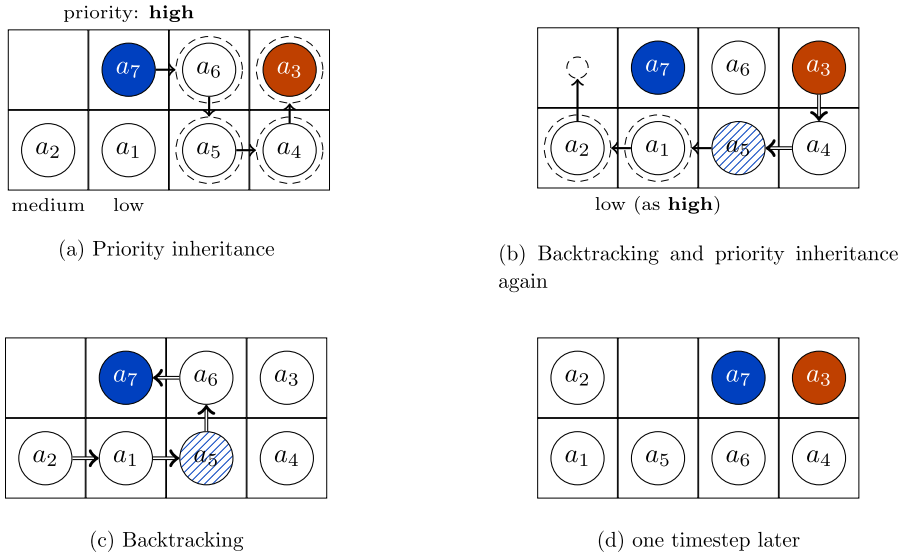 priority: high
a7 a6 a3
a2 a1 a5 a4
medium low
(a) Priority inheritance
a7 a6 a3
a2 a1 a5 a4
low (as high)
(b) Backtracking and priority inheritance
again
a7 a6 a3
a2 a1 a5 a4
(c) Backtracking
a2 a7 a3
a1 a5 a6 a4
(d) one timestep later